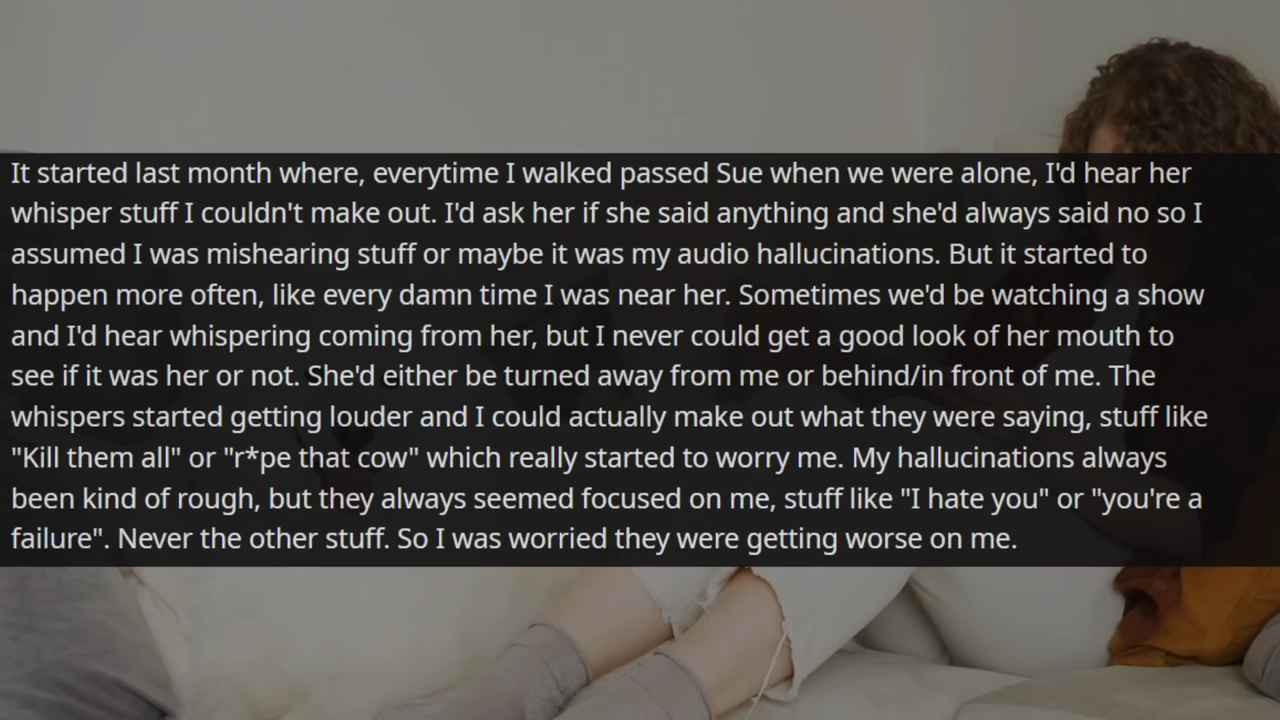 It started last month where, everytime I walked passed Sue when we were alone, I'd hear her
whisper stuff I couldn't make out. I'd ask her if she said anything and she'd always said no so I
assumed I was mishearing stuff or maybe it was my audio hallucinations. But it started to
happen more often, like every damn time I was near her. Sometimes we'd be watching a show
and I'd hear whispering coming from her, but I never could get a good look of her mouth to
see if it was her or not. She'd either be turned away from me or behind/in front of me. The
whispers started getting louder and I could actually make out what they were saying, stuff like
"Kill them all" or "r*pe that cow" which really started to worry me. My hallucinations always
been kind of rough, but they always seemed focused on me, stuff like "I hate you" or "you're a
failure". Never the other stuff. So I was worried they were getting worse on me.